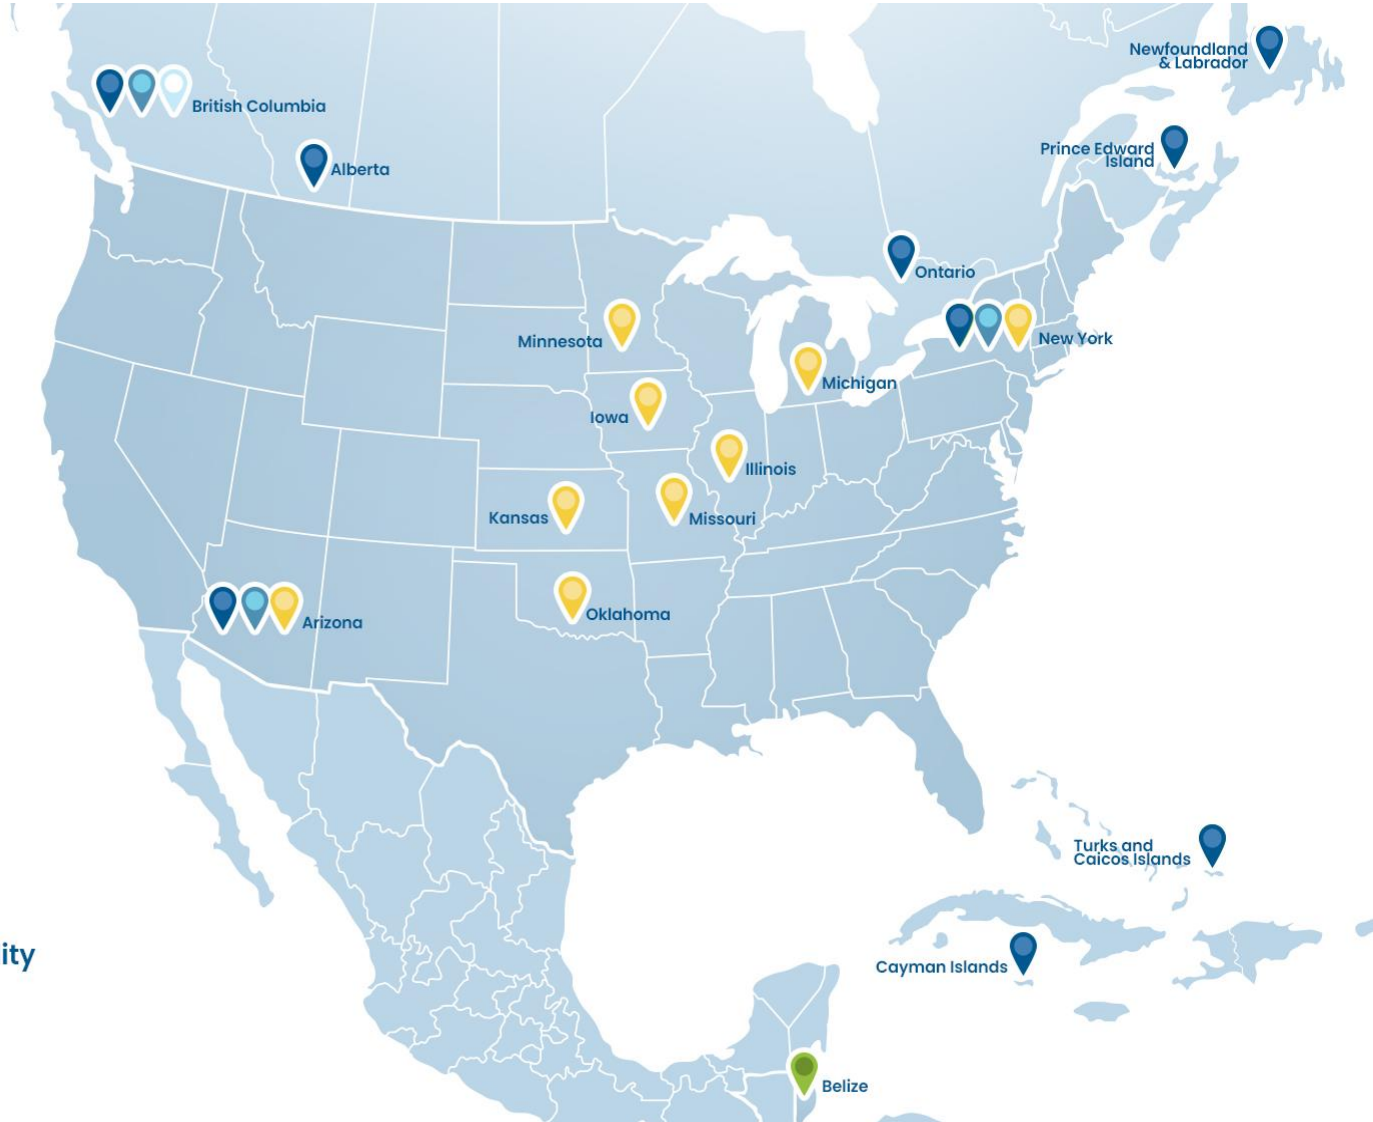 Newfoundland
& Labrador
British Columbia
Prince Edward
Island
Alberta
Ontario
New York
Minnesota
Michigan
Iowa
Illinois
Kansas
Missouri
Oklahoma
Arizona
Turks and
Caicos Islands
ity
Cayman Islands
Belize